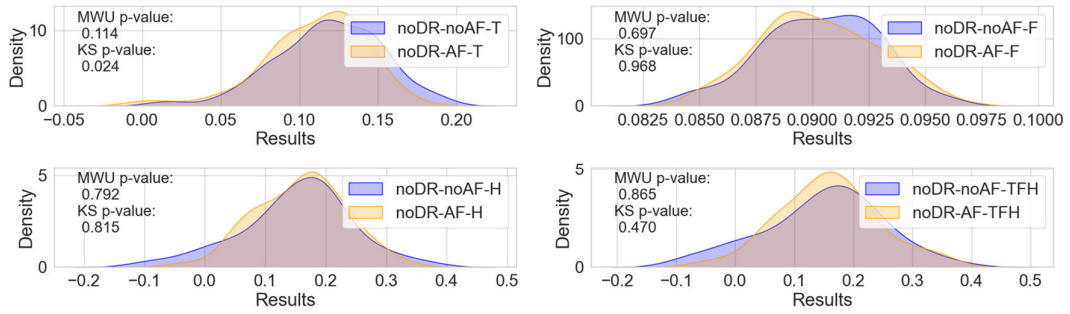 MWU p-value:
0.114
KS p-value:
0.024
noDR-noAF-T
noDR-AF-T
Density
10
0
−0.05
0.00
0.05
0.10
0.15
0.20
Results
MWU p-value:
0.697
KS p-value:
0.968
noDR-noAF-F
noDR-AF-F
Density
100
0
0.0825
0.0850
0.0875
0.0900
0.0925
0.0950
0.0975
0.1000
Results
MWU p-value:
0.792
KS p-value:
0.815
noDR-noAF-H
noDR-AF-H
Density
5
0
−0.2
−0.1
0.0
0.1
0.2
0.3
0.4
0.5
Results
MWU p-value:
0.865
KS p-value:
0.470
noDR-noAF-TFH
noDR-AF-TFH
Density
5
0
−0.2
−0.1
0.0
0.1
0.2
0.3
0.4
0.5
Results